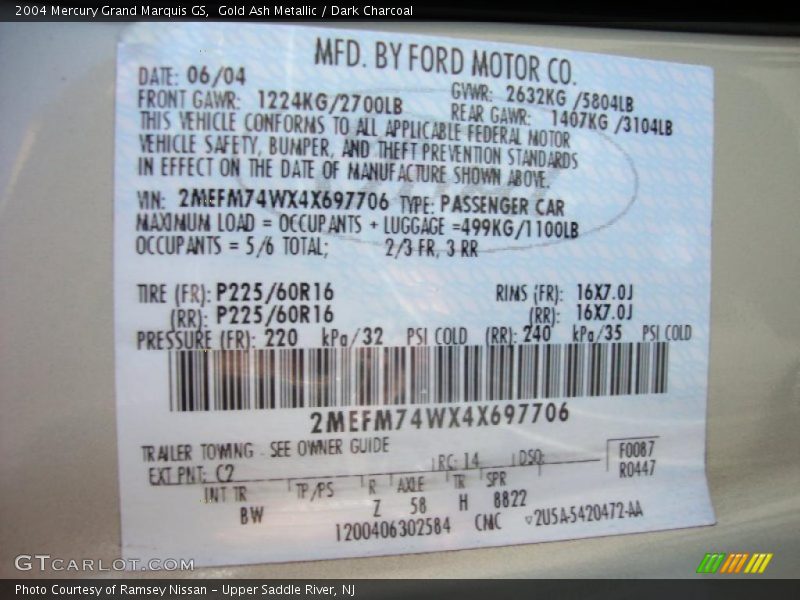 2004 Mercury Grand Marquis GS, Gold Ash Metallic / Dark Charcoal
MFD. BY FORD MOTOR CO.
DATE: 06/04 GVWR: 2632KG /5804LB
FRONT GAWR: 1224KG/2700LB REAR GAWR: 1407KG /3104LB
THIS VEHICLE CONFORMS TO ALL APPLICABLE FEDERAL MOTOR
VEHICLE SAFETY, BUMPER, AND THEFT PREVENTION STANDARDS
IN EFFECT ON THE DATE OF MANUFACTURE SHOWN ABOVE.
VIN: 2MEFM74WX4X697706 TYPE: PASSENGER CAR
MAXIMUM LOAD = OCCUPANTS + LUGGAGE =499KG/1100LB
OCCUPANTS = 5/6 TOTAL; 2/3 FR, 3 RR
TIRE (FR): P225/60R16 RIMS (FR): 16X7.0J
(RR): P225/60R16 (RR): 16X7.0J
PRESSURE (FR): 220 kPa/32 PSI COLD (RR): 240 kPa/35 PSI COLD
2MEFM74WX4X697706
TRAILER TOWING - SEE OWNER GUIDE
EXT PNT: C2 RC: 14 DSO: F0087
R0447
INT TR TP/PS R AXLE TR SPR
BW Z 58 H 8822
1200406302584 CMC ▽2U5A-5420472-AA
GTCARLOT.COM
Photo Courtesy of Ramsey Nissan - Upper Saddle River, NJ